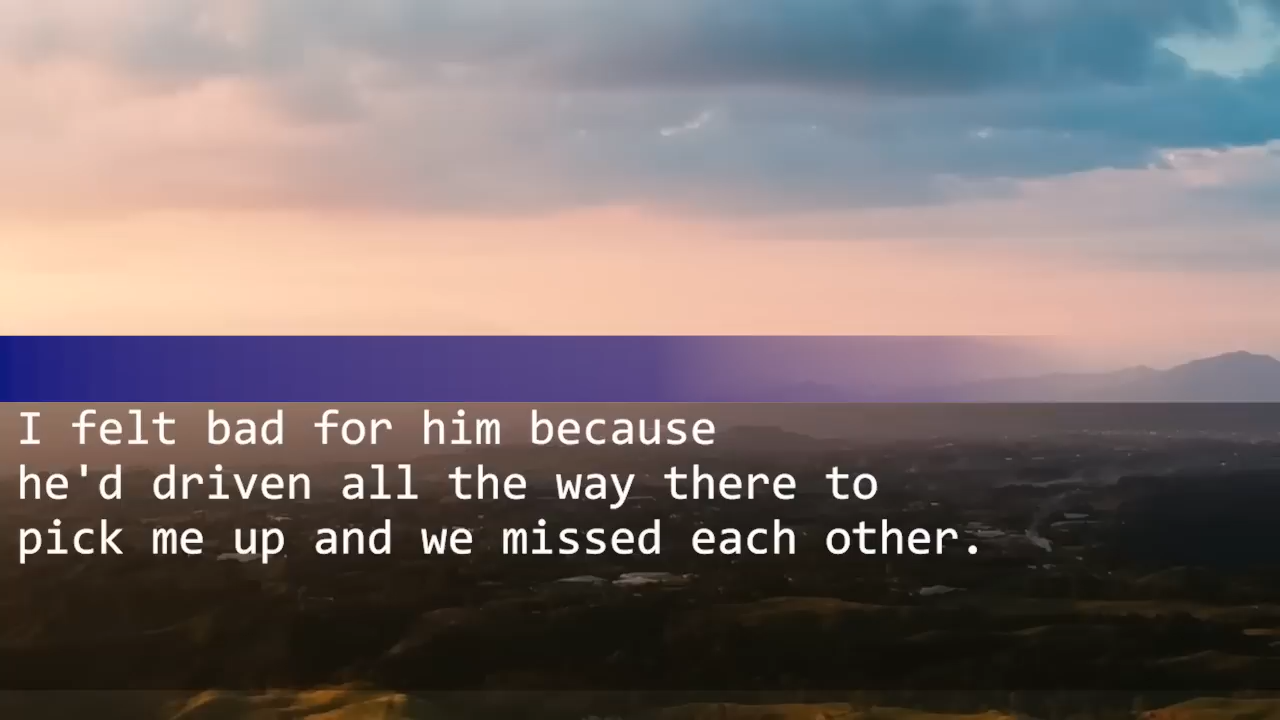 I felt bad for him because
he'd driven all the way there to
pick me up and we missed each other.